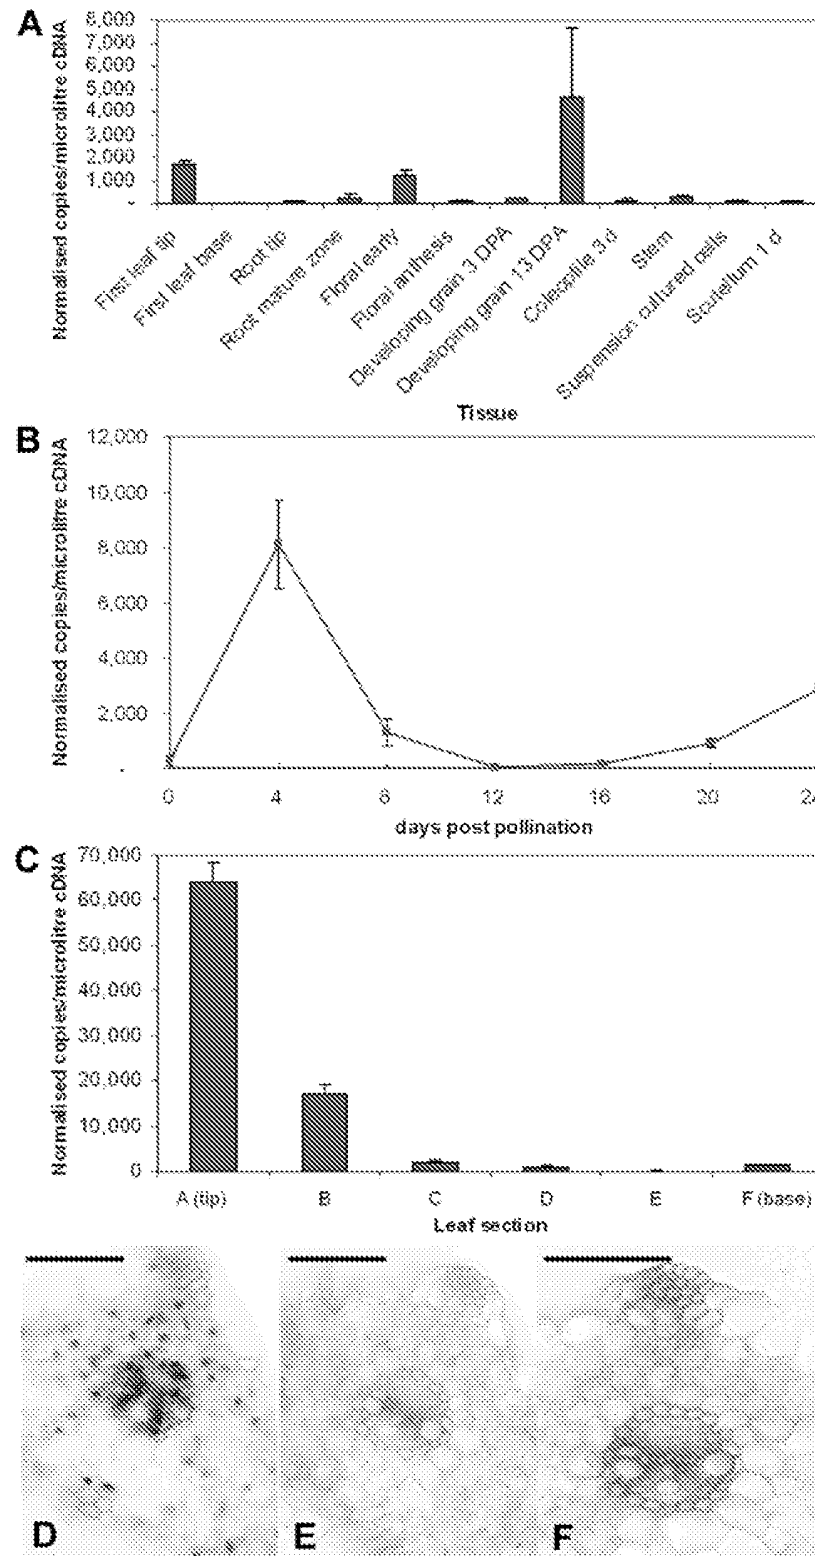 A
Normalised copies/microlitre cDNA
8,000
7,000
6,000
5,000
4,000
3,000
2,000
1,000
-
First leaf tip
First leaf base
Root tip
Root mature zone
Floral early
Floral anthesis
Developing grain 3 DPA
Developing grain 13 DPA
Coleoptile 3 d
Stem
Suspension cultured cells
Scutellum 1 d
Tissue
B
Normalised copies/microlitre cDNA
12,000
10,000
8,000
6,000
4,000
2,000
-
0
4
8
12
16
20
24
days post pollination
C
Normalised copies/microlitre cDNA
70,000
60,000
50,000
40,000
30,000
20,000
10,000
0
A (tip)
B
C
D
E
F (base)
Leaf section
D
E
F